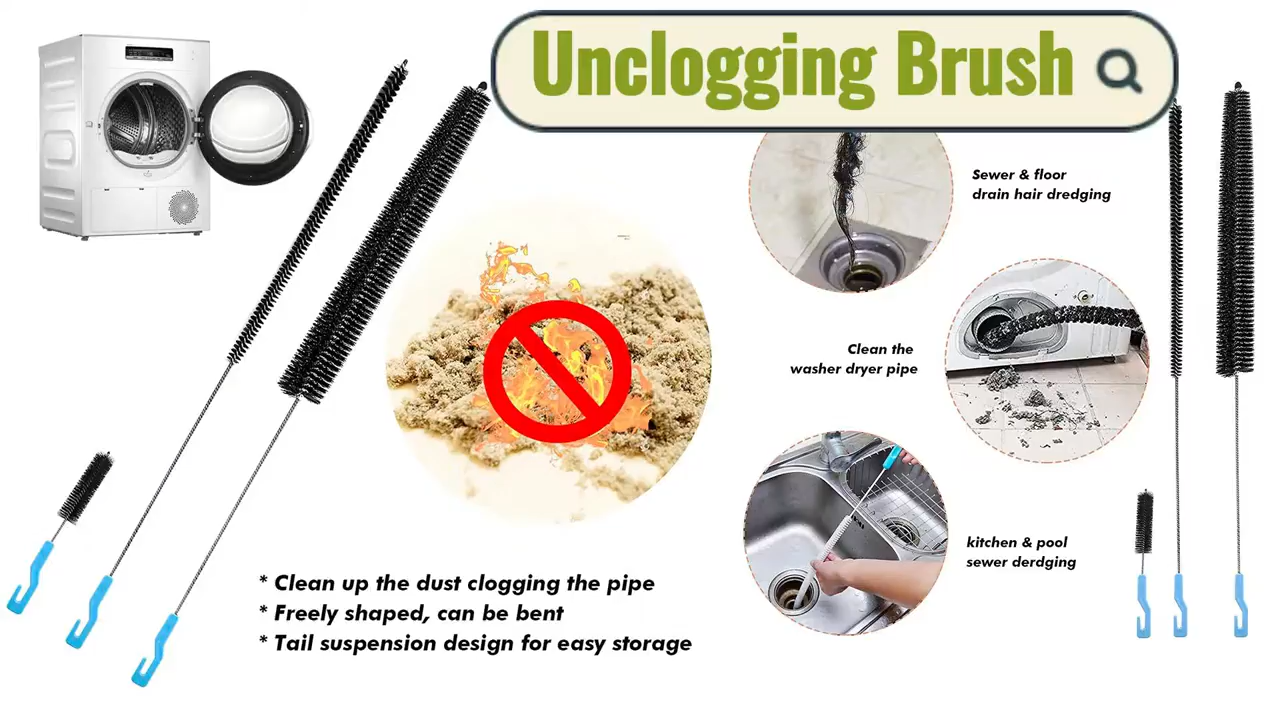 Unclogging Brush
Sewer & floor
drain hair dredging
Clean the
washer dryer pipe
kitchen & pool
sewer derdging
* Clean up the dust clogging the pipe
* Freely shaped, can be bent
* Tail suspension design for easy storage